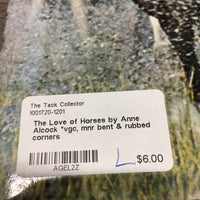 The Tack Collector
1001720-1201
The Love of Horses by Anne
Alcock *vgc, mnr bent & rubbed
corners
L $6.00
AGEL2Z